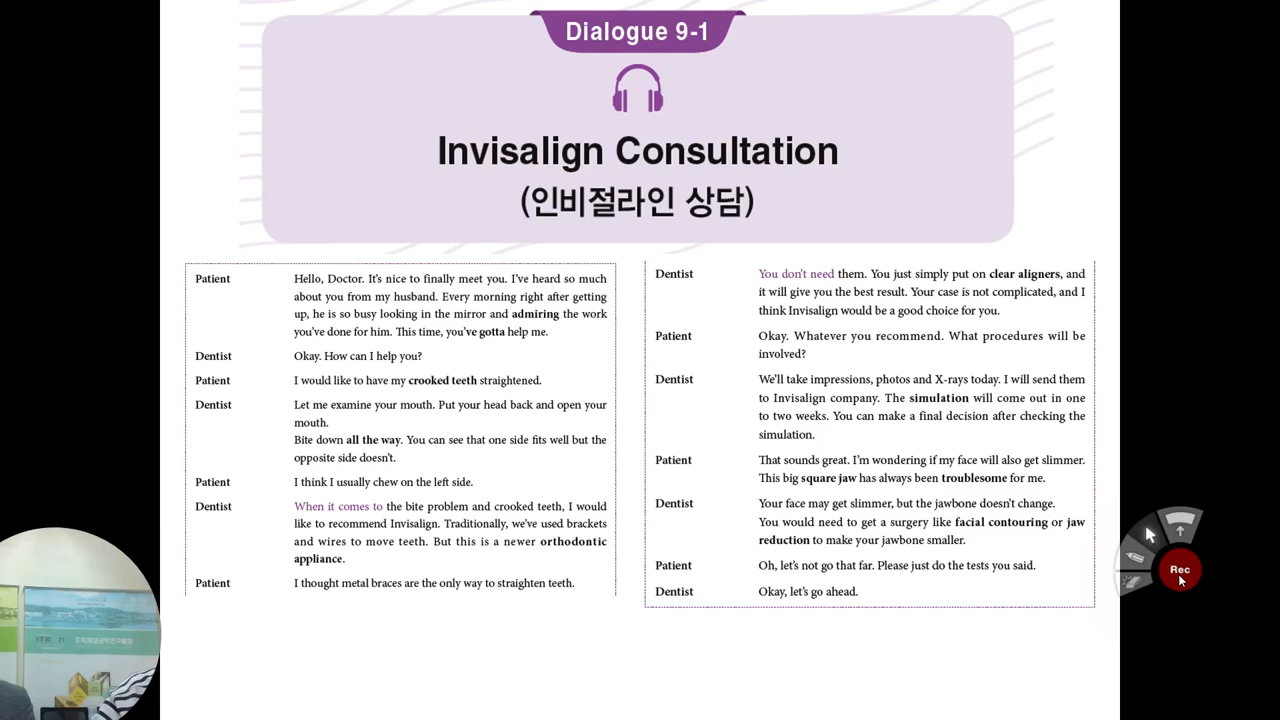 Dialogue 9-1
Invisalign Consultation
(인비절라인 상담)
Patient Hello, Doctor. It's nice to finally meet you. I've heard so much
about you from my husband. Every morning right after getting
up, he is so busy looking in the mirror and admiring the work
you've done for him. This time, you've gotta help me.
Dentist Okay. How can I help you?
Patient I would like to have my crooked teeth straightened.
Dentist Let me examine your mouth. Put your head back and open your
mouth.
Bite down all the way. You can see that one side fits well but the
opposite side doesn't.
Patient I think I usually chew on the left side.
Dentist When it comes to the bite problem and crooked teeth, I would
like to recommend Invisalign. Traditionally, we've used brackets
and wires to move teeth. But this is a newer orthodontic
appliance.
Patient I thought metal braces are the only way to straighten teeth.
Dentist You don't need them. You just simply put on clear aligners, and
it will give you the best result. Your case is not complicated, and I
think Invisalign would be a good choice for you.
Patient Okay. Whatever you recommend. What procedures will be
involved?
Dentist We'll take impressions, photos and X-rays today. I will send them
to Invisalign company. The simulation will come out in one
to two weeks. You can make a final decision after checking the
simulation.
Patient That sounds great. I'm wondering if my face will also get slimmer.
This big square jaw has always been troublesome for me.
Dentist Your face may get slimmer, but the jawbone doesn't change.
You would need to get a surgery like facial contouring or jaw
reduction to make your jawbone smaller.
Patient Oh, let's not go that far. Please just do the tests you said.
Dentist Okay, let's go ahead.
Rec